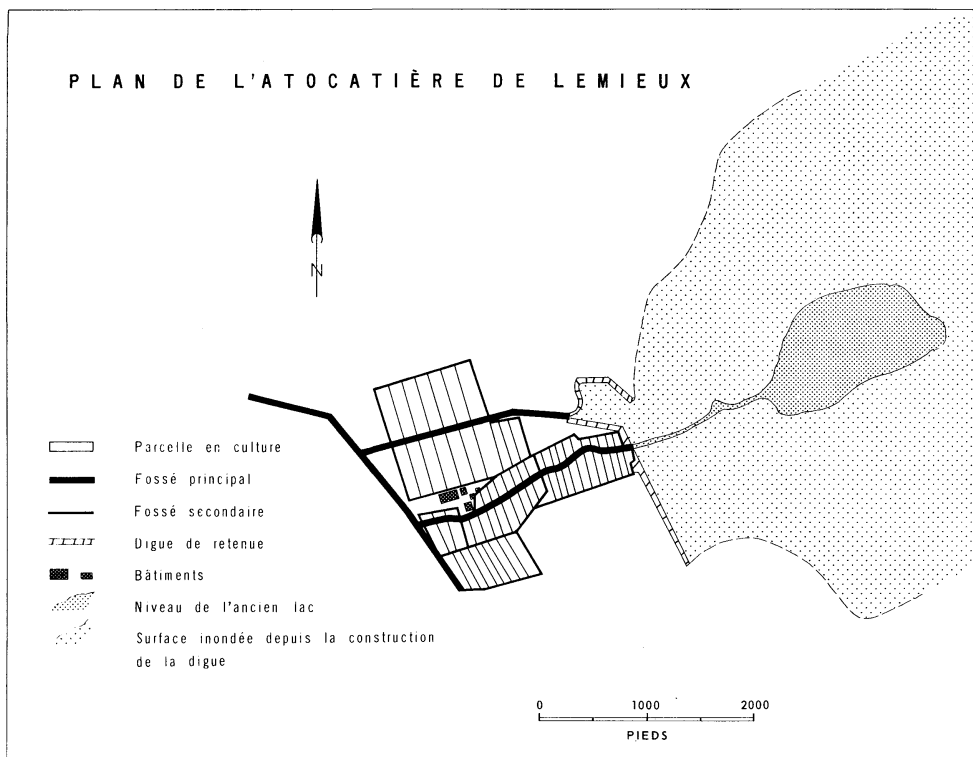 PLAN DE L'ATOCATIÈRE DE LEMIEUX
N
Parcelle en culture
Fossé principal
Fossé secondaire
Digue de retenue
Bâtiments
Niveau de l'ancien lac
Surface inondée depuis la construction
de la digue
0 1000 2000
PIEDS